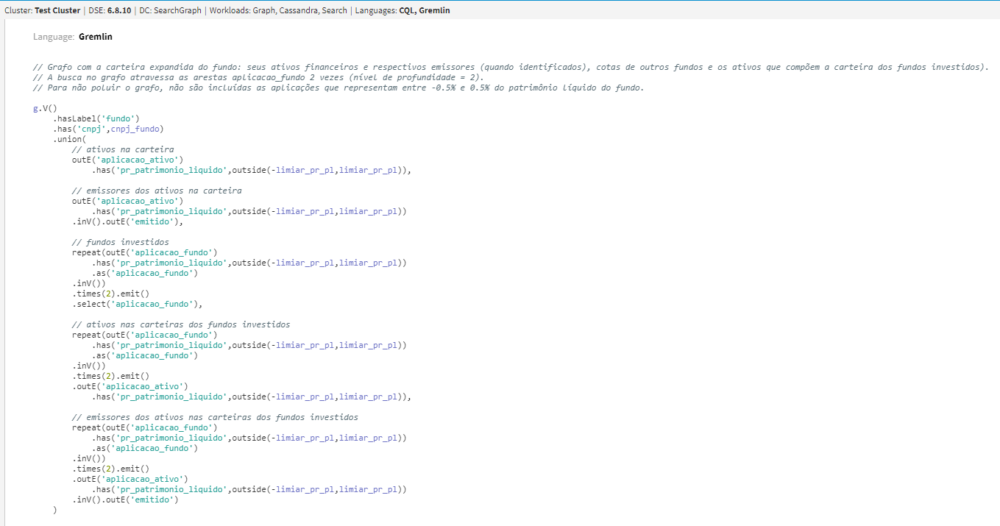 Cluster: Test Cluster | DSE: 6.8.10 | DC: SearchGraph | Workloads: Graph, Cassandra, Search | Languages: CQL, Gremlin
Language: Gremlin
// Grafo com a carteira expandida do fundo: seus ativos financeiros e respectivos emissores (quando identificados), cotas de outros fundos e os ativos que compõem a carteira dos fundos investidos).
// A busca no grafo atravessa as arestas aplicacao_fundo 2 vezes (nível de profundidade = 2).
// Para não poluir o grafo, não são incluídas as aplicações que representam entre -0.5% e 0.5% do patrimônio líquido do fundo.
g.V()
    .hasLabel('fundo')
    .has('cnpj',cnpj_fundo)
    .union(
        // ativos na carteira
        outE('aplicacao_ativo')
            .has('pr_patrimonio_liquido',outside(-limiar_pr_pl,limiar_pr_pl)),
        // emissores dos ativos na carteira
        outE('aplicacao_ativo')
            .has('pr_patrimonio_liquido',outside(-limiar_pr_pl,limiar_pr_pl))
        .inV().outE('emitido'),
        // fundos investidos
        repeat(outE('aplicacao_fundo')
            .has('pr_patrimonio_liquido',outside(-limiar_pr_pl,limiar_pr_pl))
            .as('aplicacao_fundo')
        .inV())
        .times(2).emit()
        .select('aplicacao_fundo'),
        // ativos nas carteiras dos fundos investidos
        repeat(outE('aplicacao_fundo')
            .has('pr_patrimonio_liquido',outside(-limiar_pr_pl,limiar_pr_pl))
            .as('aplicacao_fundo')
        .inV())
        .times(2).emit()
        .outE('aplicacao_ativo')
            .has('pr_patrimonio_liquido',outside(-limiar_pr_pl,limiar_pr_pl)),
        // emissores dos ativos nas carteiras dos fundos investidos
        repeat(outE('aplicacao_fundo')
            .has('pr_patrimonio_liquido',outside(-limiar_pr_pl,limiar_pr_pl))
            .as('aplicacao_fundo')
        .inV())
        .times(2).emit()
        .outE('aplicacao_ativo')
            .has('pr_patrimonio_liquido',outside(-limiar_pr_pl,limiar_pr_pl))
        .inV().outE('emitido')
    )